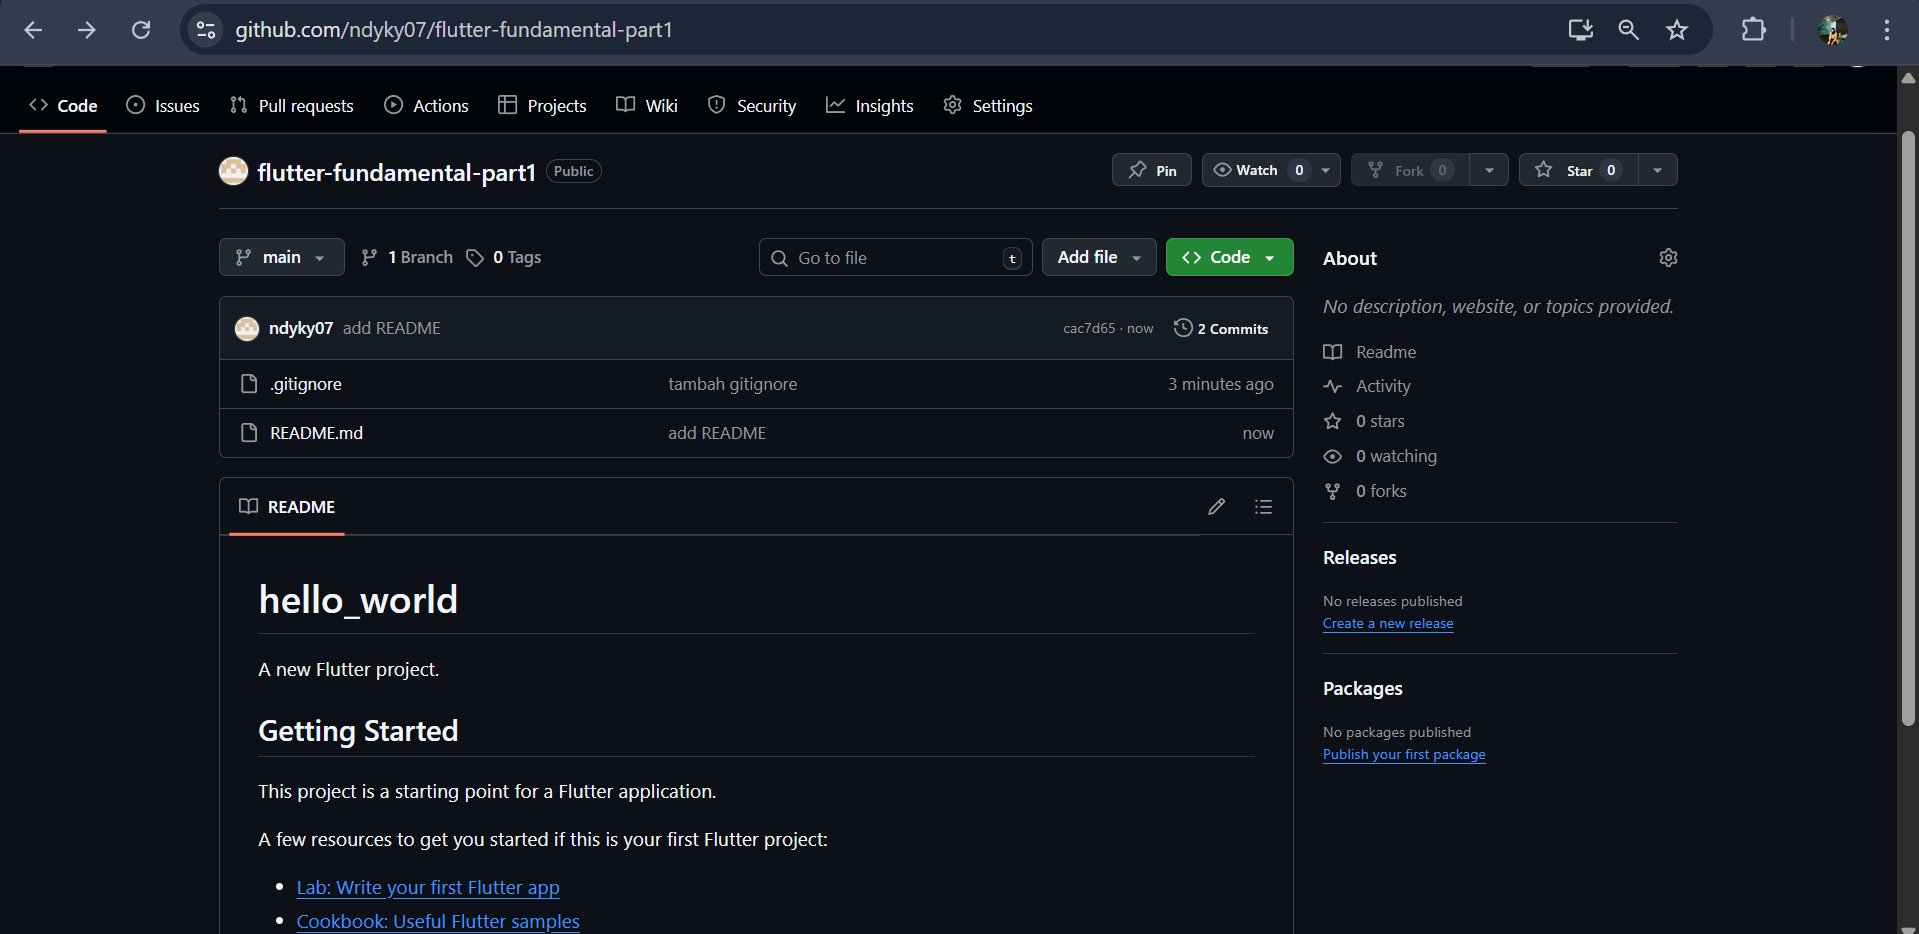 github.com/ndyky07/flutter-fundamental-part1
Code Issues Pull requests Actions Projects Wiki Security Insights Settings
flutter-fundamental-part1 Public
Pin Watch 0 Fork 0 Star 0
main 1 Branch 0 Tags Go to file t Add file Code
ndyky07 add README cac7d65 · now 2 Commits
.gitignore tambah gitignore 3 minutes ago
README.md add README now
README
hello_world
A new Flutter project.
Getting Started
This project is a starting point for a Flutter application.
A few resources to get you started if this is your first Flutter project:
Lab: Write your first Flutter app
Cookbook: Useful Flutter samples
About
No description, website, or topics provided.
Readme
Activity
0 stars
0 watching
0 forks
Releases
No releases published
Create a new release
Packages
No packages published
Publish your first package